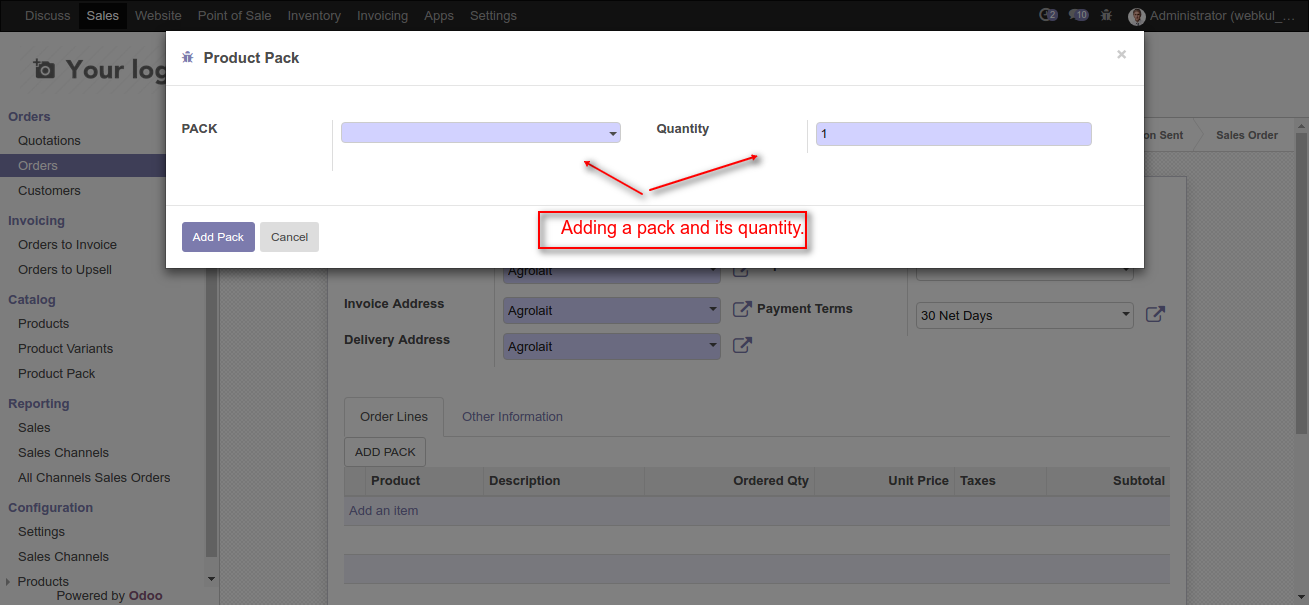 Discuss Sales Website Point of Sale Inventory Invoicing Apps Settings 2 10 Administrator (webkul_...
Product Pack ×
Your log
PACK Quantity 1
Adding a pack and its quantity.
Add Pack Cancel
Orders
Quotations
Orders
Customers
Invoicing
Orders to Invoice
Orders to Upsell
Catalog
Products
Product Variants
Product Pack
Reporting
Sales
Sales Channels
All Channels Sales Orders
Configuration
Settings
Sales Channels
Products
Powered by Odoo
on Sent Sales Order
Agrolait
Invoice Address Agrolait Payment Terms 30 Net Days
Delivery Address Agrolait
Order Lines Other Information
ADD PACK
Product Description Ordered Qty Unit Price Taxes Subtotal
Add an item